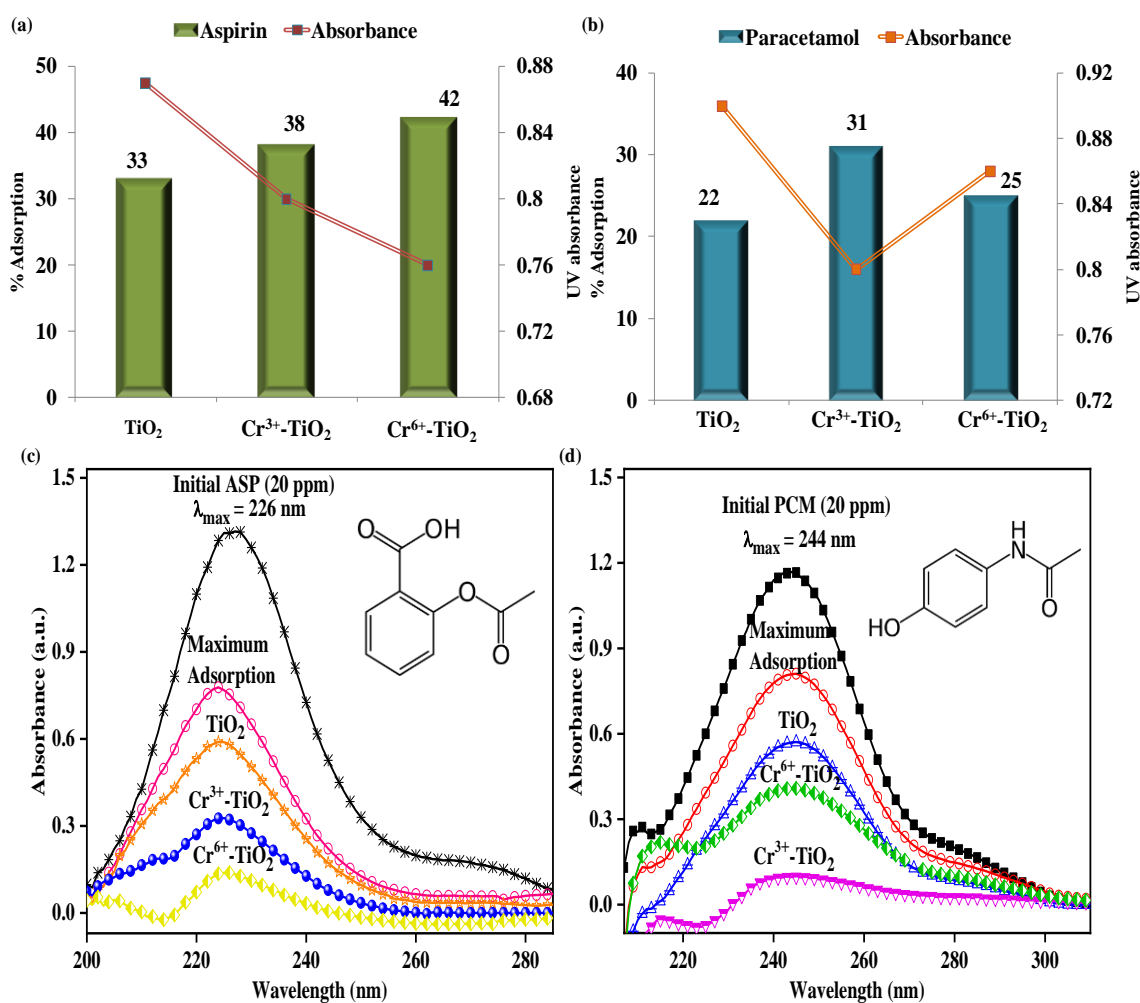 (a)
Aspirin Absorbance
50
40
30
20
10
0
% Adsorption
33
38
42
0.88
0.84
0.8
0.76
0.72
0.68
UV absorbance
TiO2
Cr3+-TiO2
Cr6+-TiO2
(b)
Paracetamol Absorbance
40
30
20
10
0
% Adsorption
22
31
25
0.92
0.88
0.84
0.8
0.76
0.72
UV absorbance
TiO2
Cr3+-TiO2
Cr6+-TiO2
(c)
1.5
1.2
0.9
0.6
0.3
0.0
Absorbance (a.u.)
Initial ASP (20 ppm)
λmax = 226 nm
O
OH
O
O
Maximum
Adsorption
TiO2
Cr3+-TiO2
Cr6+-TiO2
200 220 240 260 280
Wavelength (nm)
(d)
1.5
1.2
0.9
0.6
0.3
0.0
Absorbance (a.u.)
Initial PCM (20 ppm)
λmax = 244 nm
H
N
O
HO
Maximum
Adsorption
TiO2
Cr6+-TiO2
Cr3+-TiO2
220 240 260 280 300
Wavelength (nm)